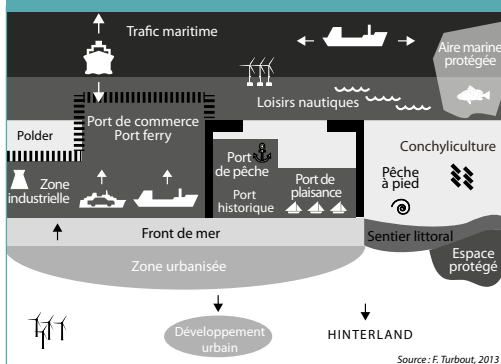 Trafic maritime
Aire marine
protégée
Loisirs nautiques
Port de commerce
Port ferry
Polder
Conchyliculture
Port
de pêche
Zone
industrielle
Port de
plaisance
Pêche
à pied
Port
historique
Front de mer
Sentier littoral
Espace
protégé
Zone urbanisée
Développement
urbain
HINTERLAND
Source : F. Turbout, 2013